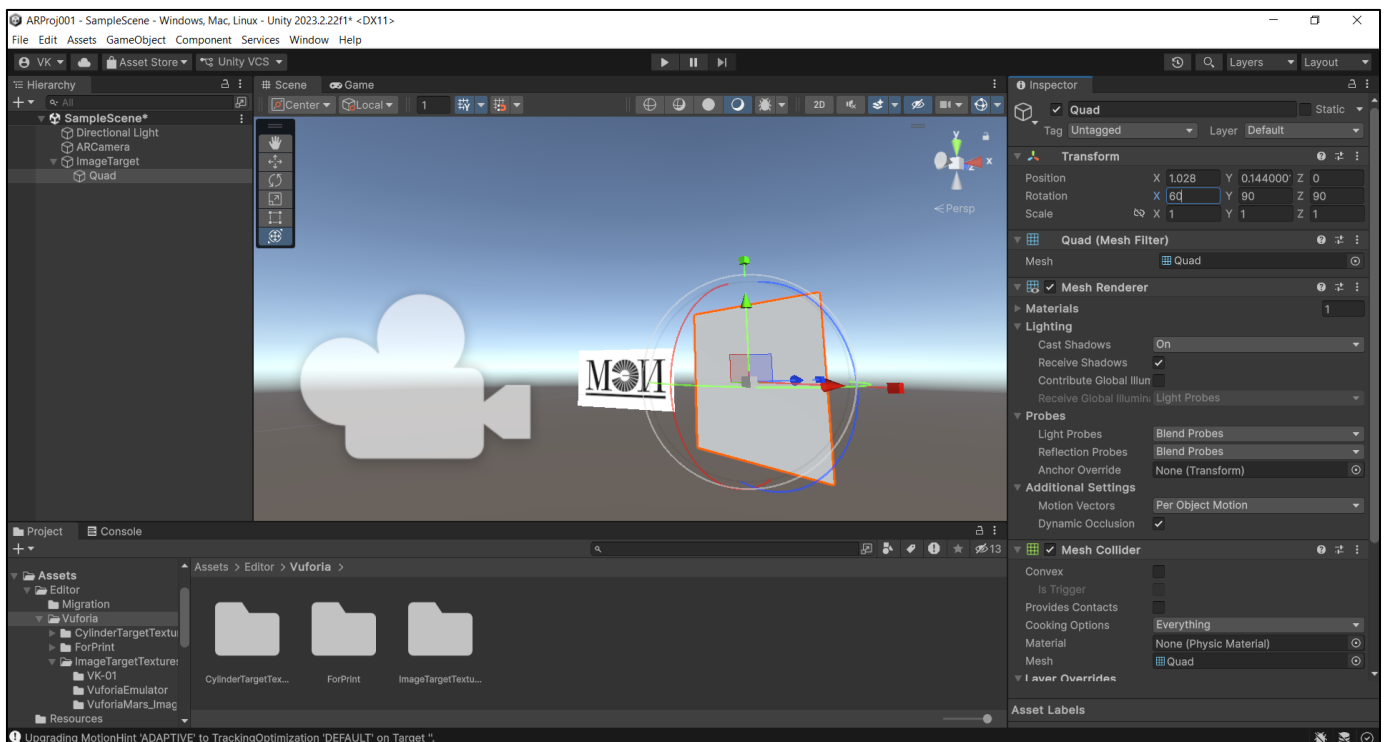 ARProj001 - SampleScene - Windows, Mac, Linux - Unity 2023.2.22f1* <DX11>
File Edit Assets GameObject Component Services Window Help
VK Asset Store Unity VCS Layers Layout
Hierarchy
All
SampleScene*
Directional Light
ARCamera
ImageTarget
Quad
Scene Game
Center Local 1 2D
y
x
Persp
МЭИ
Inspector
Quad Static
Tag Untagged Layer Default
Transform
Position X 1.028 Y 0.144000 Z 0
Rotation X 60 Y 90 Z 90
Scale X 1 Y 1 Z 1
Quad (Mesh Filter)
Mesh Quad
Mesh Renderer
Materials 1
Lighting
Cast Shadows On
Receive Shadows
Contribute Global Illun
Receive Global Illumin Light Probes
Probes
Light Probes Blend Probes
Reflection Probes Blend Probes
Anchor Override None (Transform)
Additional Settings
Motion Vectors Per Object Motion
Dynamic Occlusion
Mesh Collider
Convex
Is Trigger
Provides Contacts
Cooking Options Everything
Material None (Physic Material)
Mesh Quad
Layer Overrides
Asset Labels
Project Console
13
Assets
Editor
Migration
Vuforia
CylinderTargetTextu
ForPrint
ImageTargetTexture
VK-01
VuforiaEmulator
VuforiaMars_Imag
Resources
Assets > Editor > Vuforia >
CylinderTargetTex... ForPrint ImageTargetTextu...
Upgrading MotionHint 'ADAPTIVE' to TrackingOptimization 'DEFAULT' on Target ''.